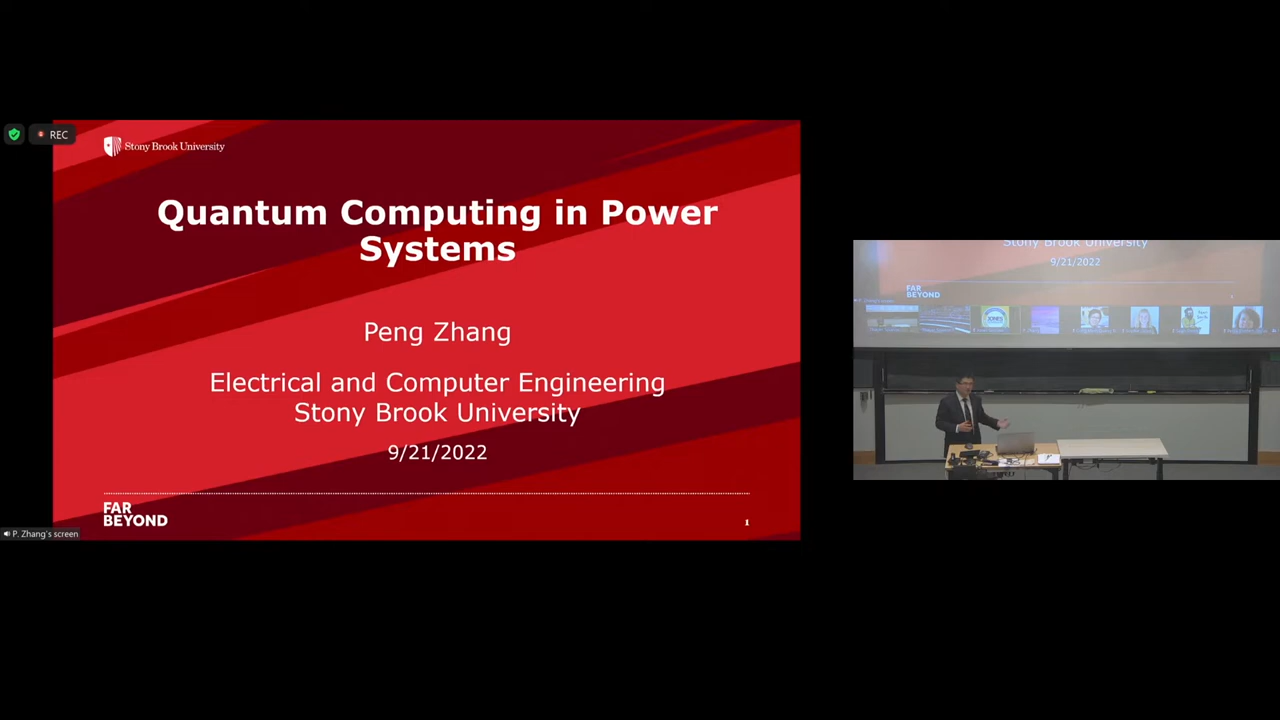 REC
Stony Brook University
Quantum Computing in Power
Systems
Peng Zhang
Electrical and Computer Engineering
Stony Brook University
9/21/2022
FAR
BEYOND
1
P. Zhang's screen
Stony Brook University
9/21/2022
FAR
BEYOND